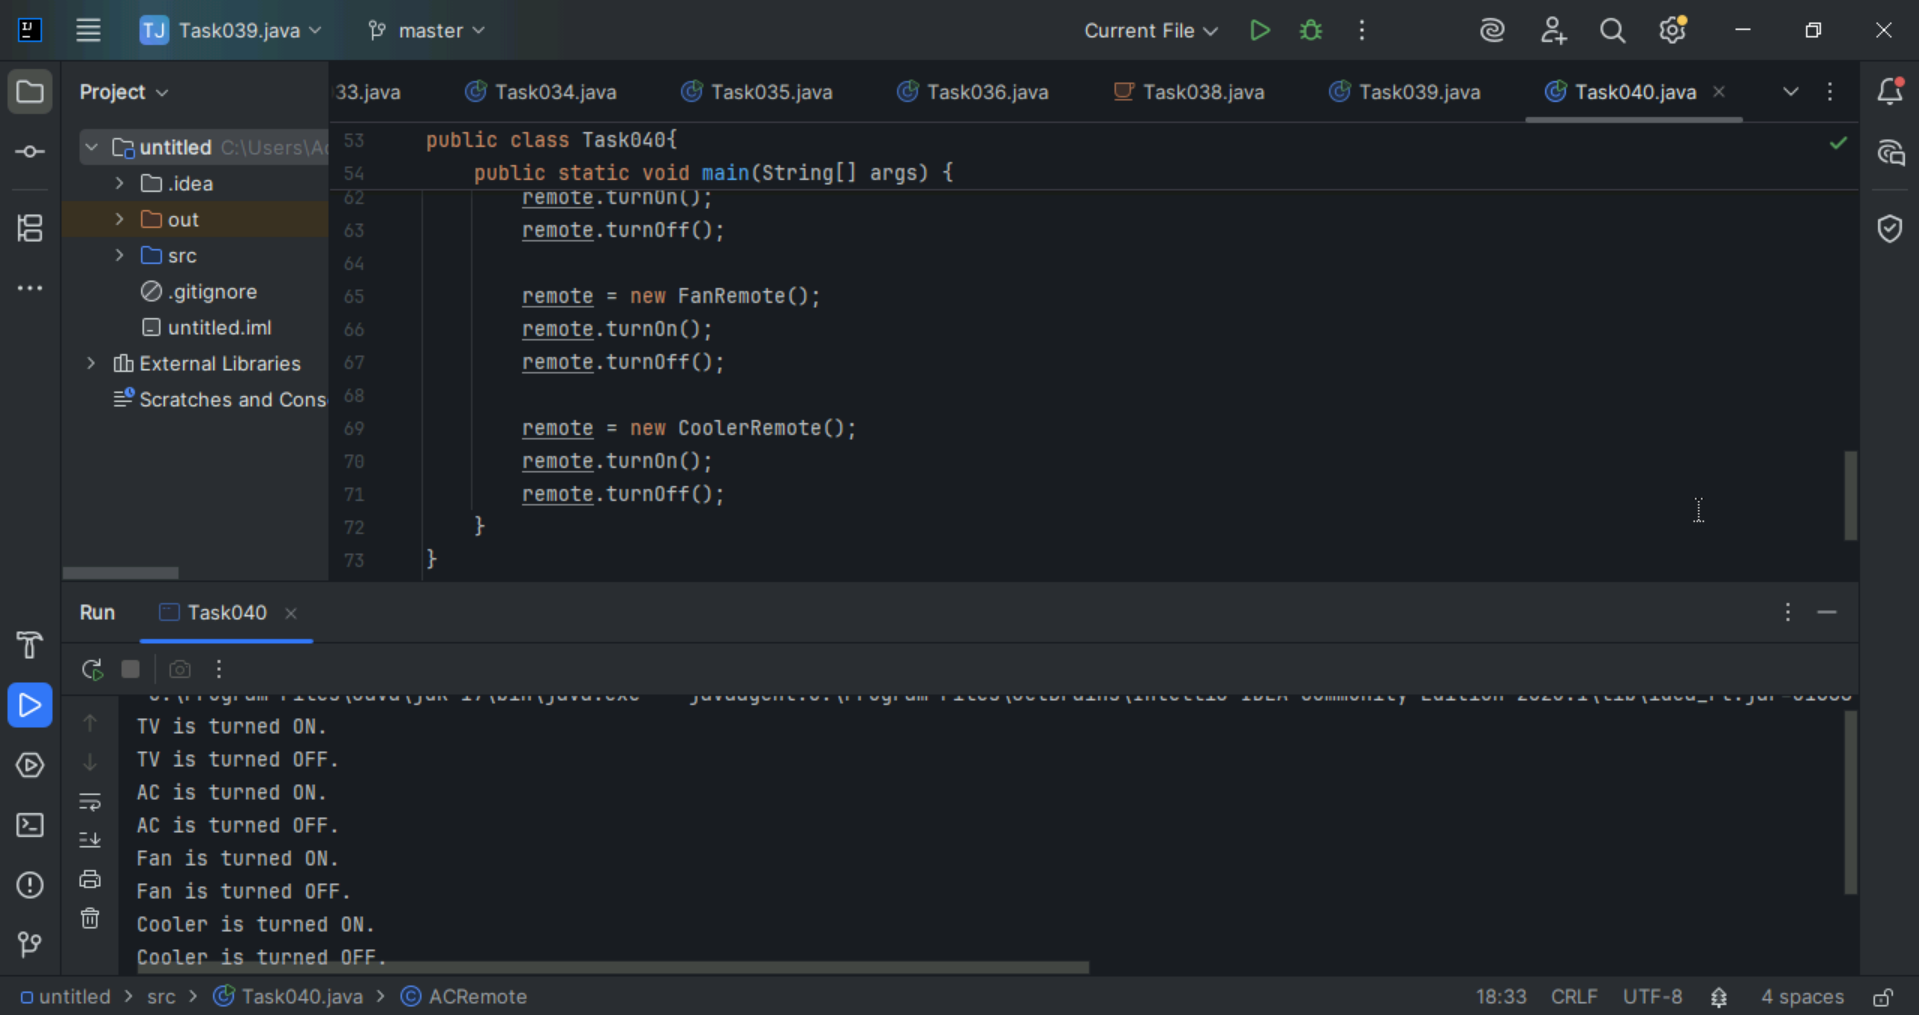 TJ Task039.java master Current File
Project
33.java Task034.java Task035.java Task036.java Task038.java Task039.java Task040.java
untitled C:\Users\A
.idea
out
src
.gitignore
untitled.iml
External Libraries
Scratches and Cons
53 public class Task040{
54 public static void main(String[] args) {
62 remote.turnOn();
63 remote.turnOff();
64
65 remote = new FanRemote();
66 remote.turnOn();
67 remote.turnOff();
68
69 remote = new CoolerRemote();
70 remote.turnOn();
71 remote.turnOff();
72 }
73 }
Run Task040
TV is turned ON.
TV is turned OFF.
AC is turned ON.
AC is turned OFF.
Fan is turned ON.
Fan is turned OFF.
Cooler is turned ON.
Cooler is turned OFF.
untitled > src > Task040.java > ACRemote 18:33 CRLF UTF-8 4 spaces